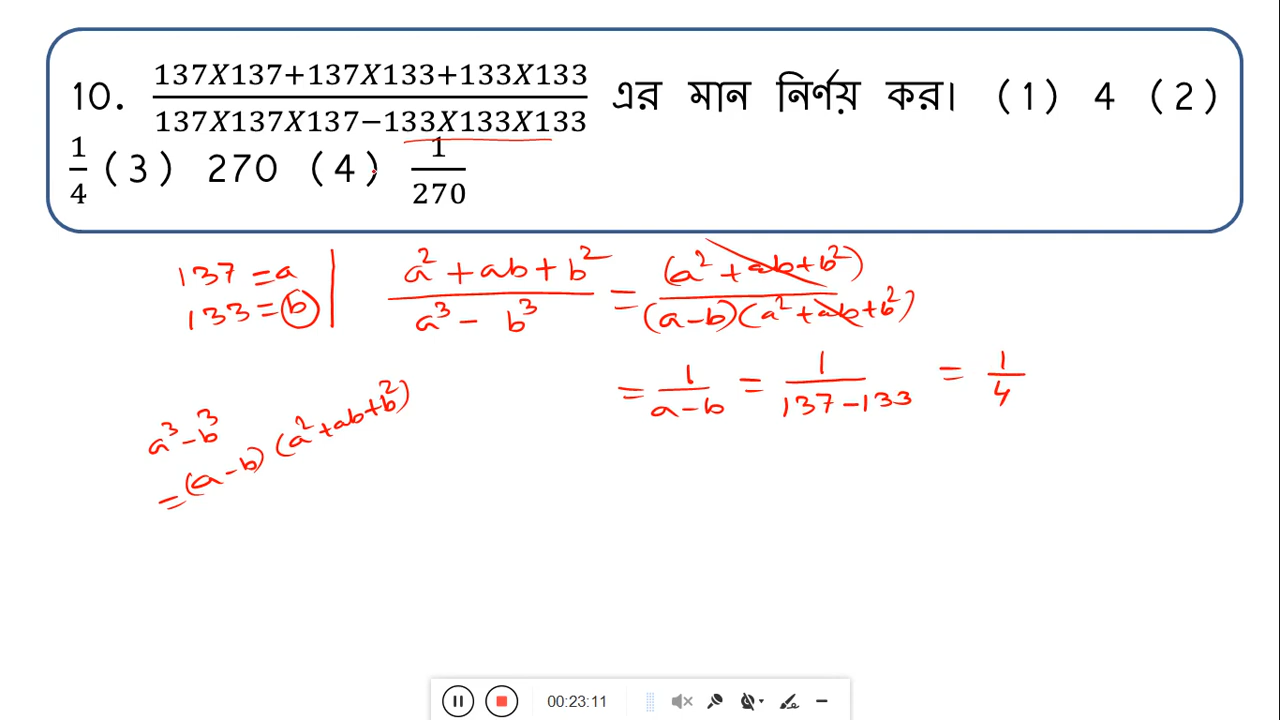 10. (137X137+137X133+133X133)/(137X137X137−133X133X133) এর মান নির্ণয় কর। (1) 4 (2)
1/4 (3) 270 (4) 1/270
137 = a
133 = b
(a² + ab + b²)/(a³ − b³) = (a² + ab + b²)/((a−b)(a² + ab + b²))
= 1/(a−b) = 1/(137−133) = 1/4
a³ − b³
= (a − b) (a² + ab + b²)
00:23:11